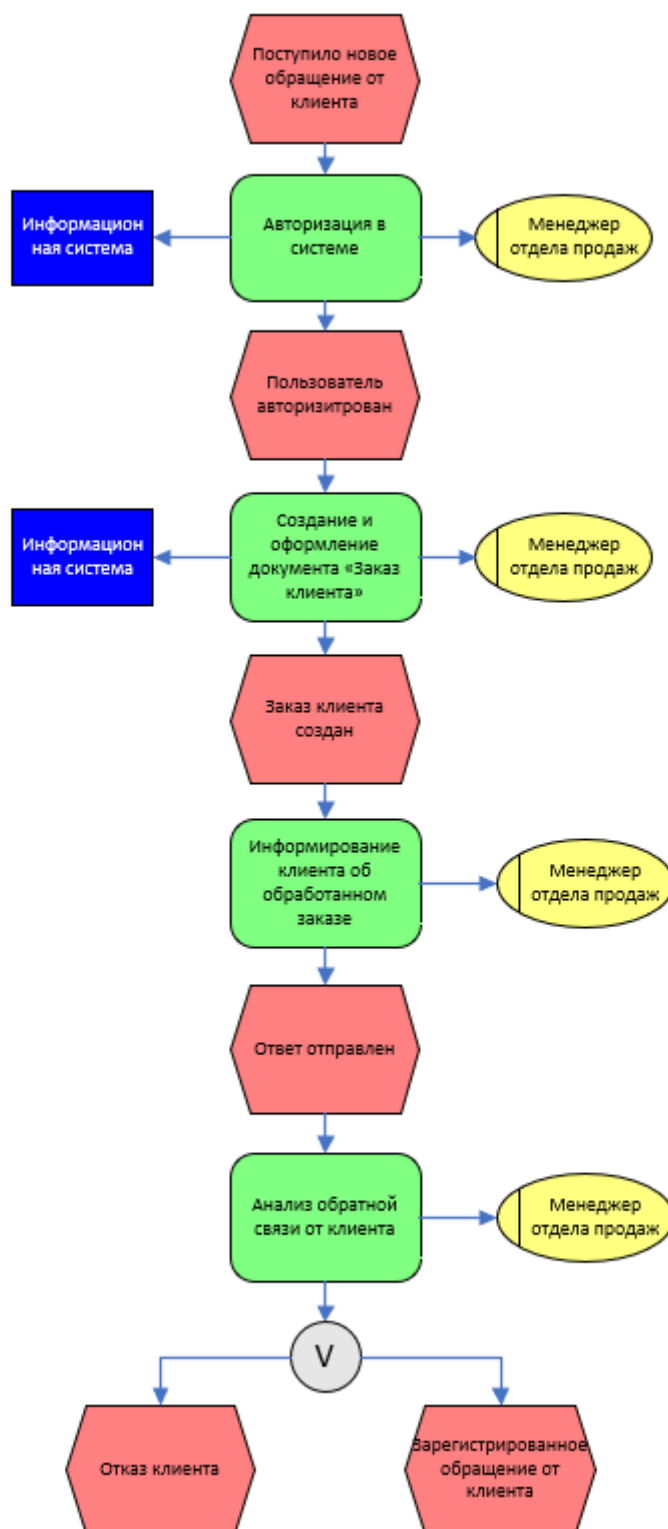 Поступило новое
обращение от
клиента
Информацион
ная система
Авторизация в
системе
Менеджер
отдела продаж
Пользователь
авторизитрован
Информацион
ная система
Создание и
оформление
документа «Заказ
клиента»
Менеджер
отдела продаж
Заказ клиента
создан
Информирование
клиента об
обработанном
заказе
Менеджер
отдела продаж
Ответ отправлен
Анализ обратной
связи от клиента
Менеджер
отдела продаж
V
Отказ клиента
Зарегистрированное
обращение от
клиента